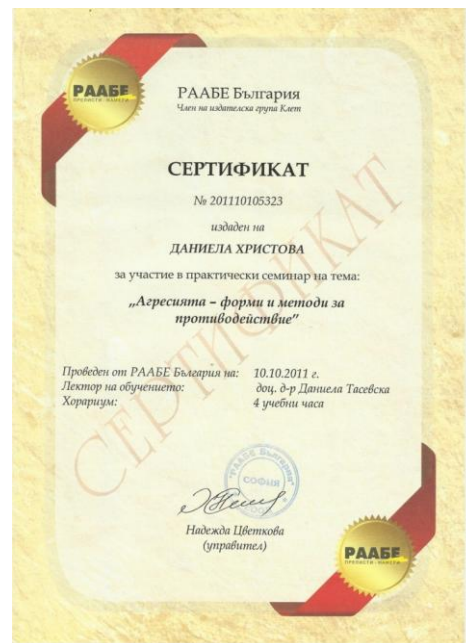 РААБЕ
РААБЕ България
Член на издателска група Клет
СЕРТИФИКАТ
№ 201110105323
издаден на
ДАНИЕЛА ХРИСТОВА
за участие в практически семинар на тема:
„Агресията – форми и методи за
противодействие”
Проведен от РААБЕ България на: 10.10.2011 г.
Лектор на обучението: доц. д-р Даниела Тасевска
Хорариум: 4 учебни часа
СЕРТИФИКАТ
"РААБЕ България"
СОФИЯ
ООД
Надежда Цветкова
(управител)
РААБЕ